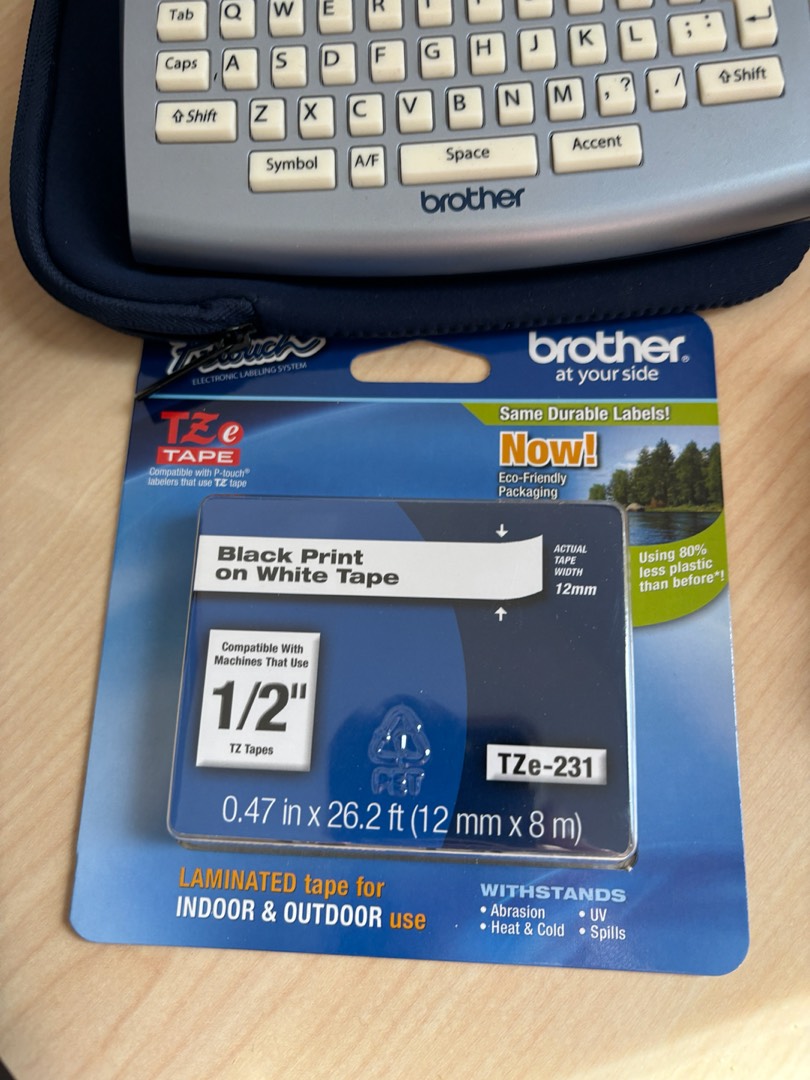 Tab Q W E R
Caps A S D F G H J K L ; :
⇧ Shift Z X C V B N M , ? . / ⇧ Shift
Symbol A/F Space Accent
brother
P-touch
ELECTRONIC LABELING SYSTEM
brother®
at your side
TZe
TAPE
Compatible with P-touch®
labelers that use TZ tape
Same Durable Labels!
Now!
Eco-Friendly
Packaging
Using 80%
less plastic
than before*!
Black Print
on White Tape
ACTUAL
TAPE
WIDTH
12mm
Compatible With
Machines That Use
1/2"
TZ Tapes
PET
TZe-231
0.47 in x 26.2 ft (12 mm x 8 m)
LAMINATED tape for
INDOOR & OUTDOOR use
WITHSTANDS
• Abrasion • UV
• Heat & Cold • Spills